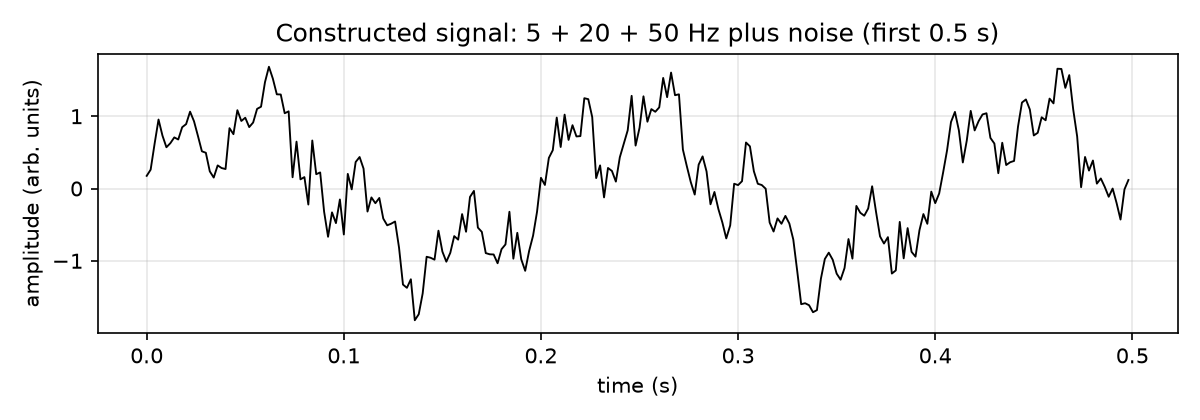 Constructed signal: 5 + 20 + 50 Hz plus noise (first 0.5 s)
amplitude (arb. units)
1
0
−1
0.0 0.1 0.2 0.3 0.4 0.5
time (s)